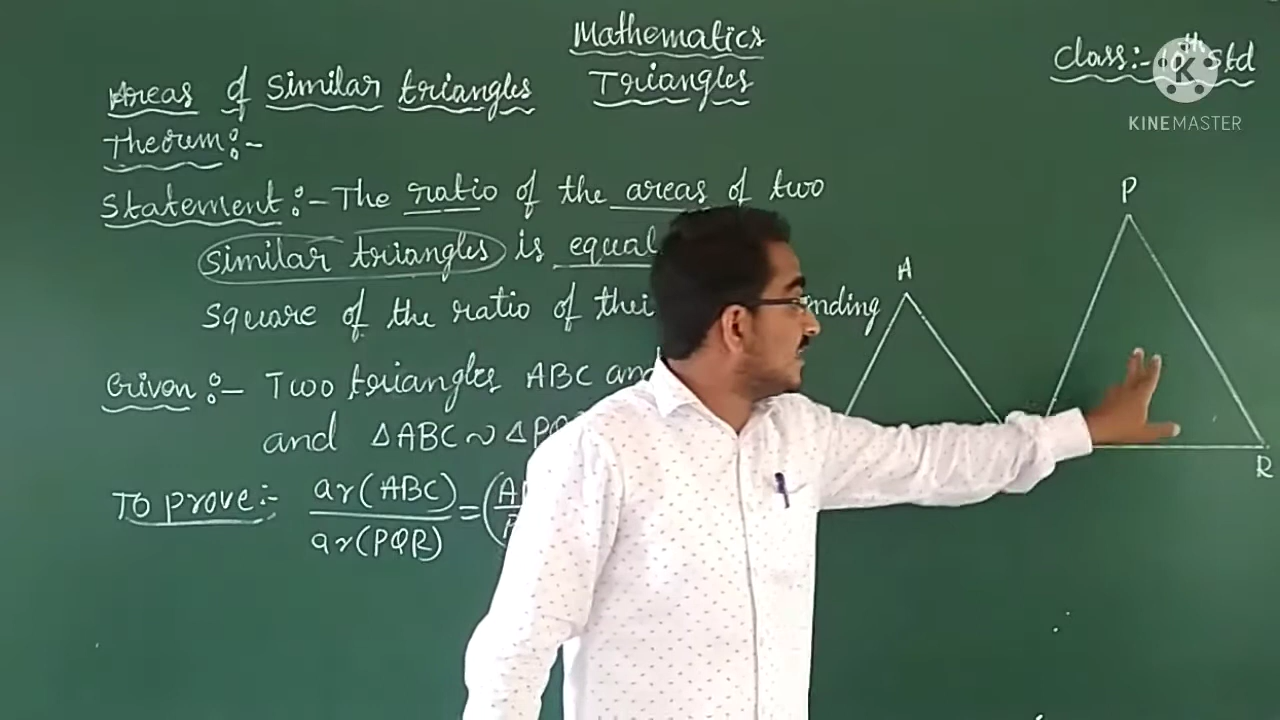 Mathematics
Triangles
Class:- 10th Std
KINEMASTER
Areas of Similar triangles
Theorem:-
Statement:- The ratio of the areas of two
similar triangles is equal
square of the ratio of thei nding
Given:- Two triangles ABC an
and △ABC ~ △PQ
To prove:- ar(ABC)
ar(PQR)
=(
A
P
A
P
R